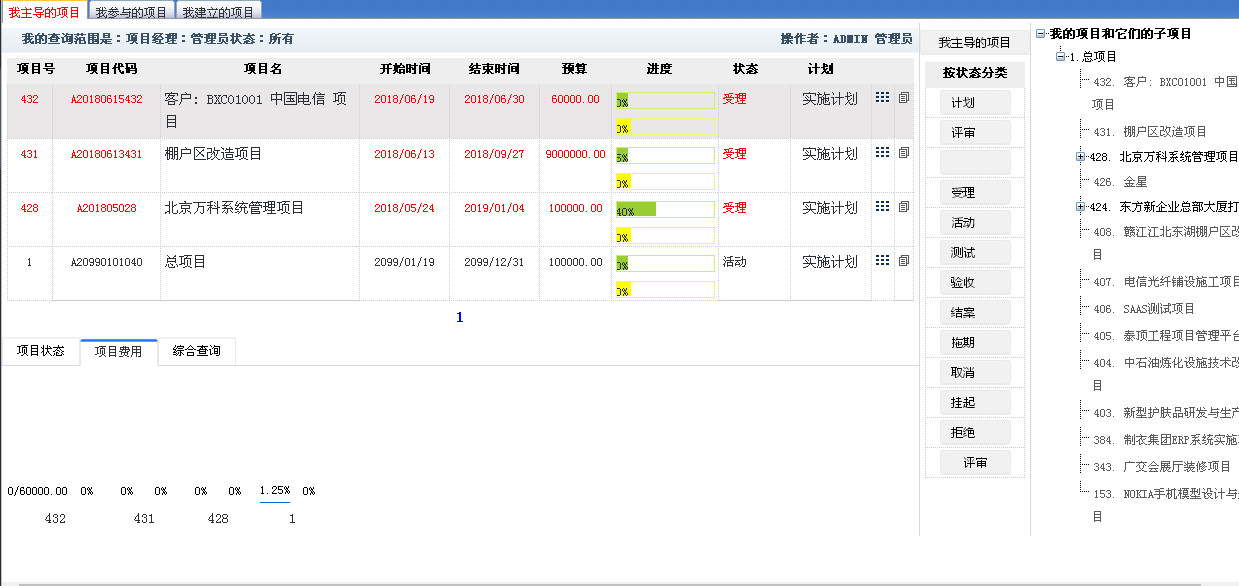 我主导的项目 我参与的项目 我建立的项目
我的查询范围是：项目经理：管理员状态：所有 操作者：ADMIN 管理员
项目号 项目代码 项目名 开始时间 结束时间 预算 进度 状态 计划
432 A20180615432 客户：BXC01001 中国电信 项目 2018/06/19 2018/06/30 60000.00 0% 受理 实施计划
0%
431 A20180613431 棚户区改造项目 2018/06/13 2018/09/27 9000000.00 5% 受理 实施计划
0%
428 A201805028 北京万科系统管理项目 2018/05/24 2019/01/04 100000.00 40% 受理 实施计划
0%
1 A20990101040 总项目 2099/01/19 2099/12/31 100000.00 0% 活动 实施计划
0%
1
项目状态 项目费用 综合查询
0/60000.00 0% 0% 0% 0% 0% 1.25% 0%
432 431 428 1
我主导的项目
按状态分类
计划
评审
受理
活动
测试
验收
结案
拖期
取消
挂起
拒绝
评审
我的项目和它们的子项目
1. 总项目
432. 客户：BXC01001 中国
项目
431. 棚户区改造项目
428. 北京万科系统管理项目
426. 金星
424. 东方新企业总部大厦打
408. 赣江江北东湖棚户区改
目
407. 电信光纤铺设施工项目
406. SAAS测试项目
405. 泰项工程项目管理平台
404. 中石油炼化设施技术改
目
403. 新型护肤品研发与生产
384. 制衣集团ERP系统实施
343. 广交会展厅装修项目
153. NOKIA手机模型设计与
目